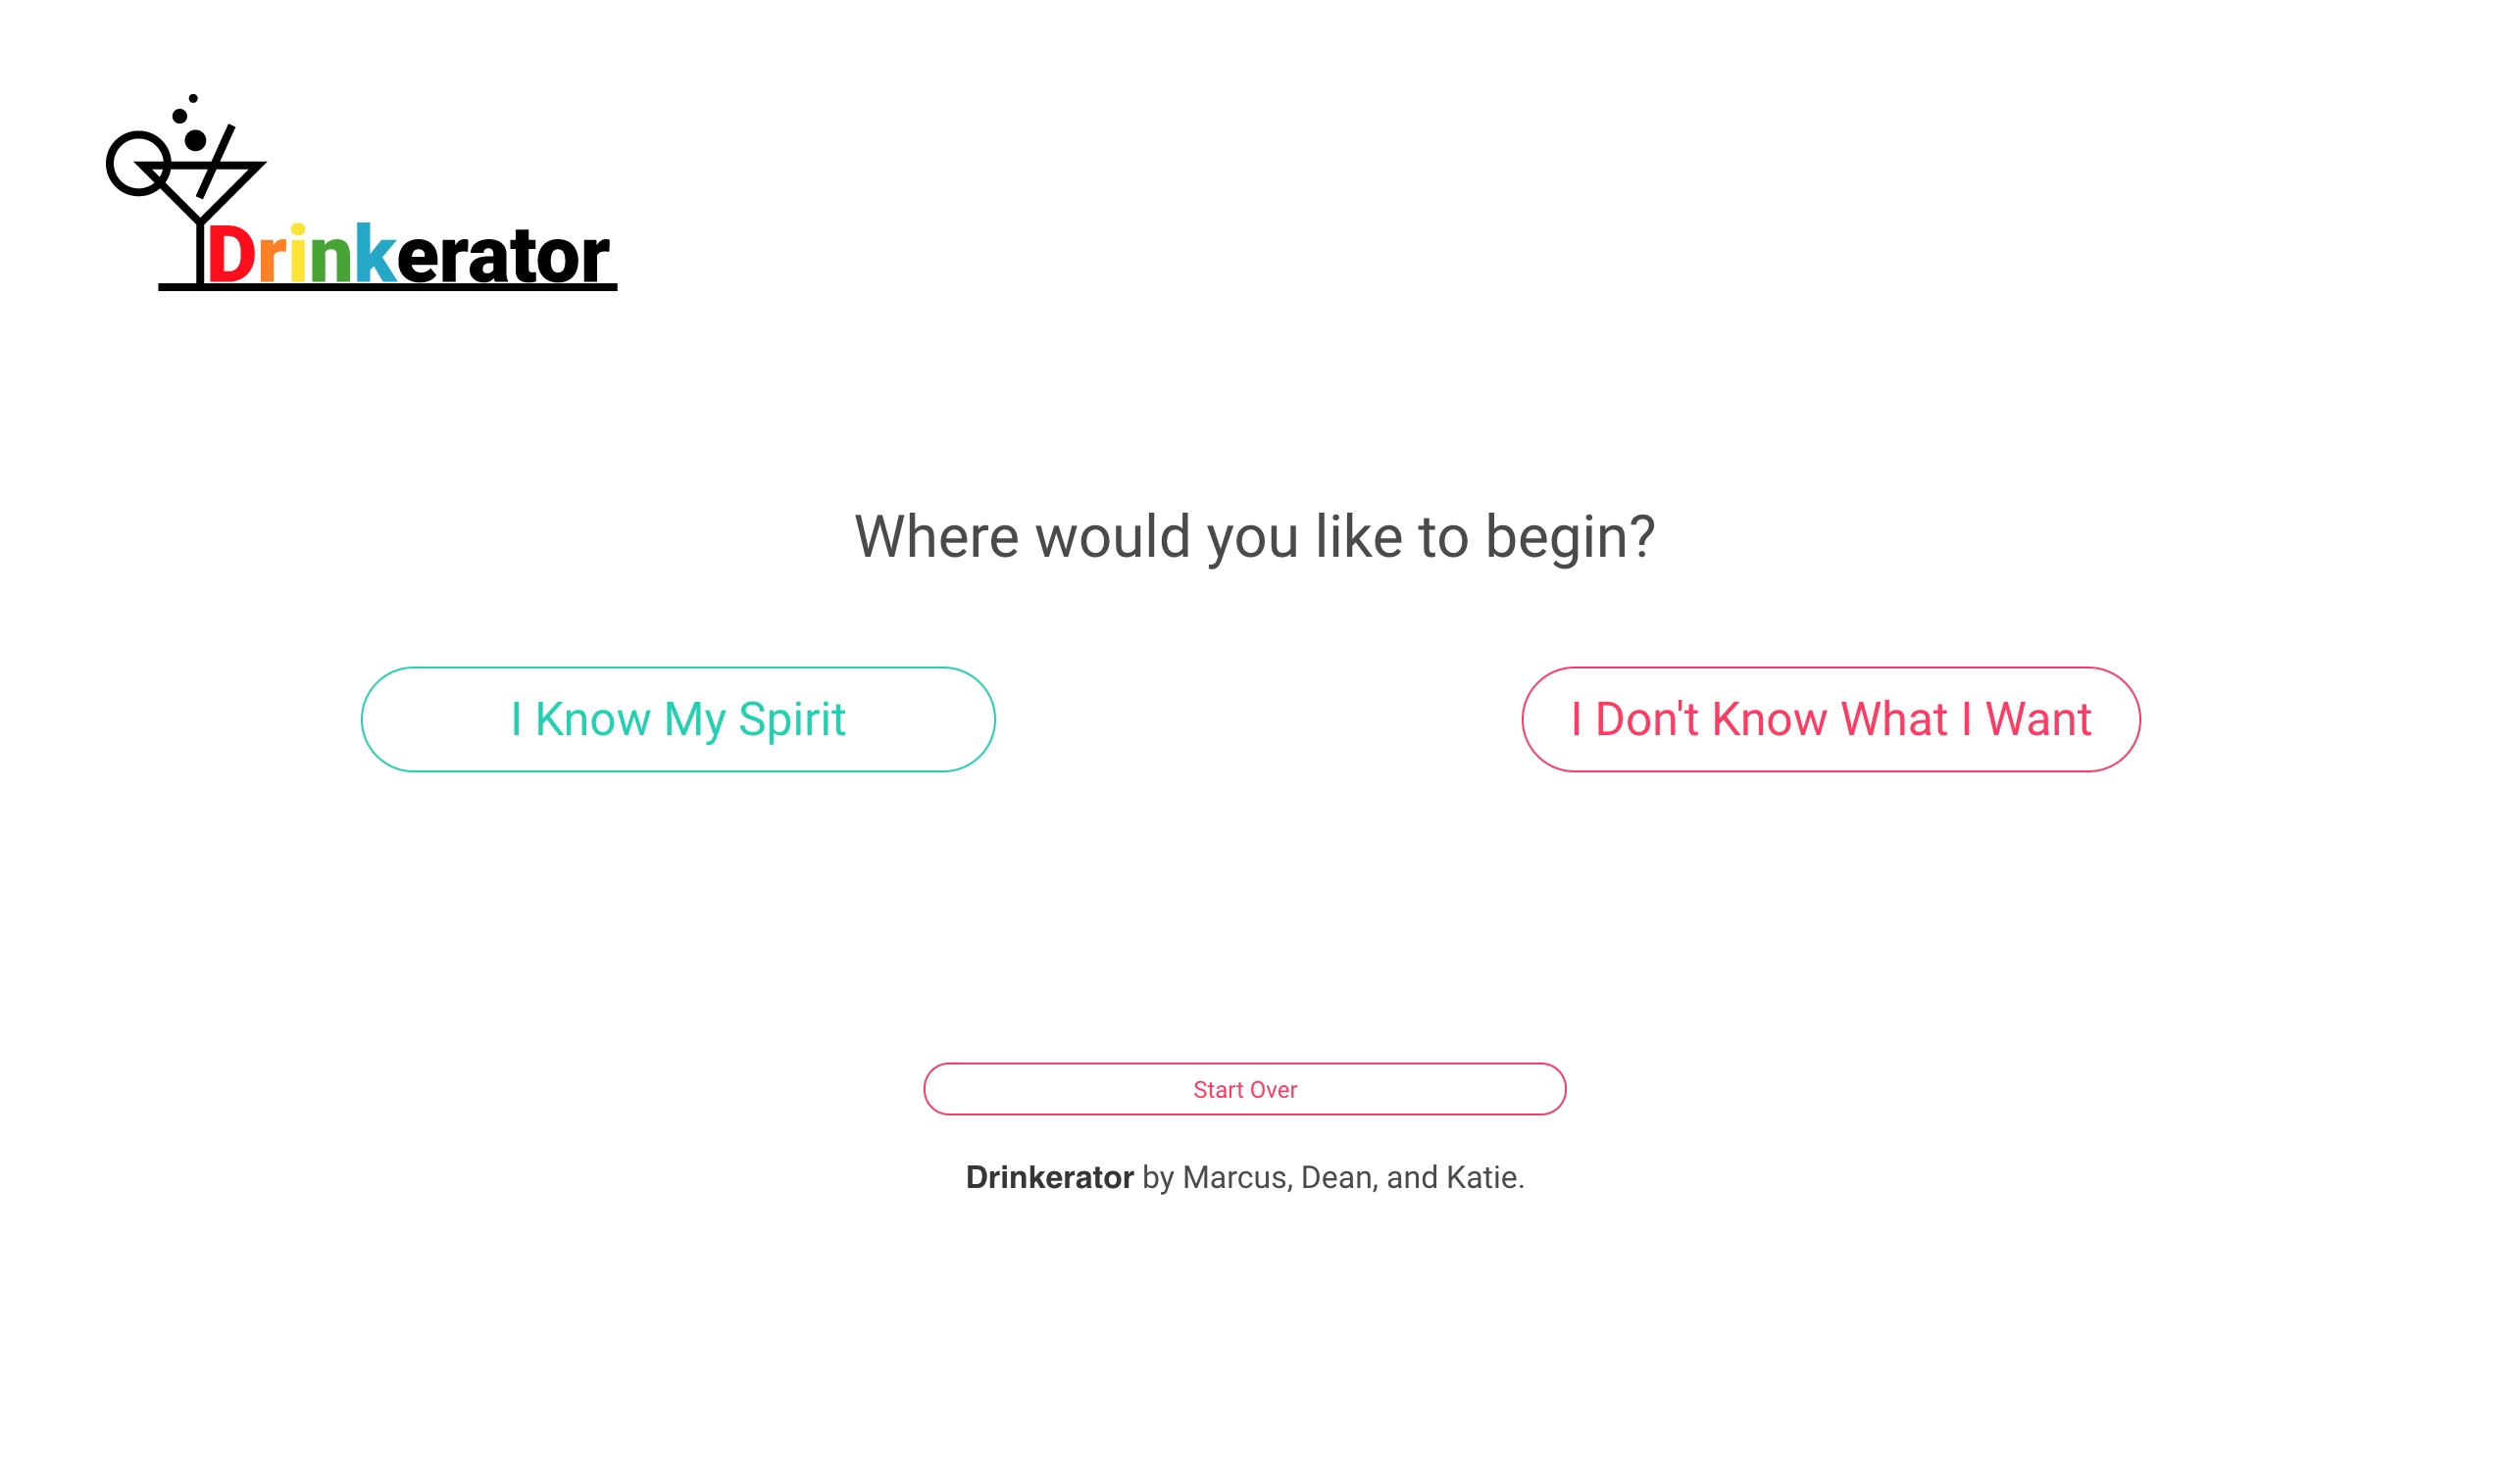 Drinkerator
Where would you like to begin?
I Know My Spirit
I Don't Know What I Want
Start Over
Drinkerator by Marcus, Dean, and Katie.